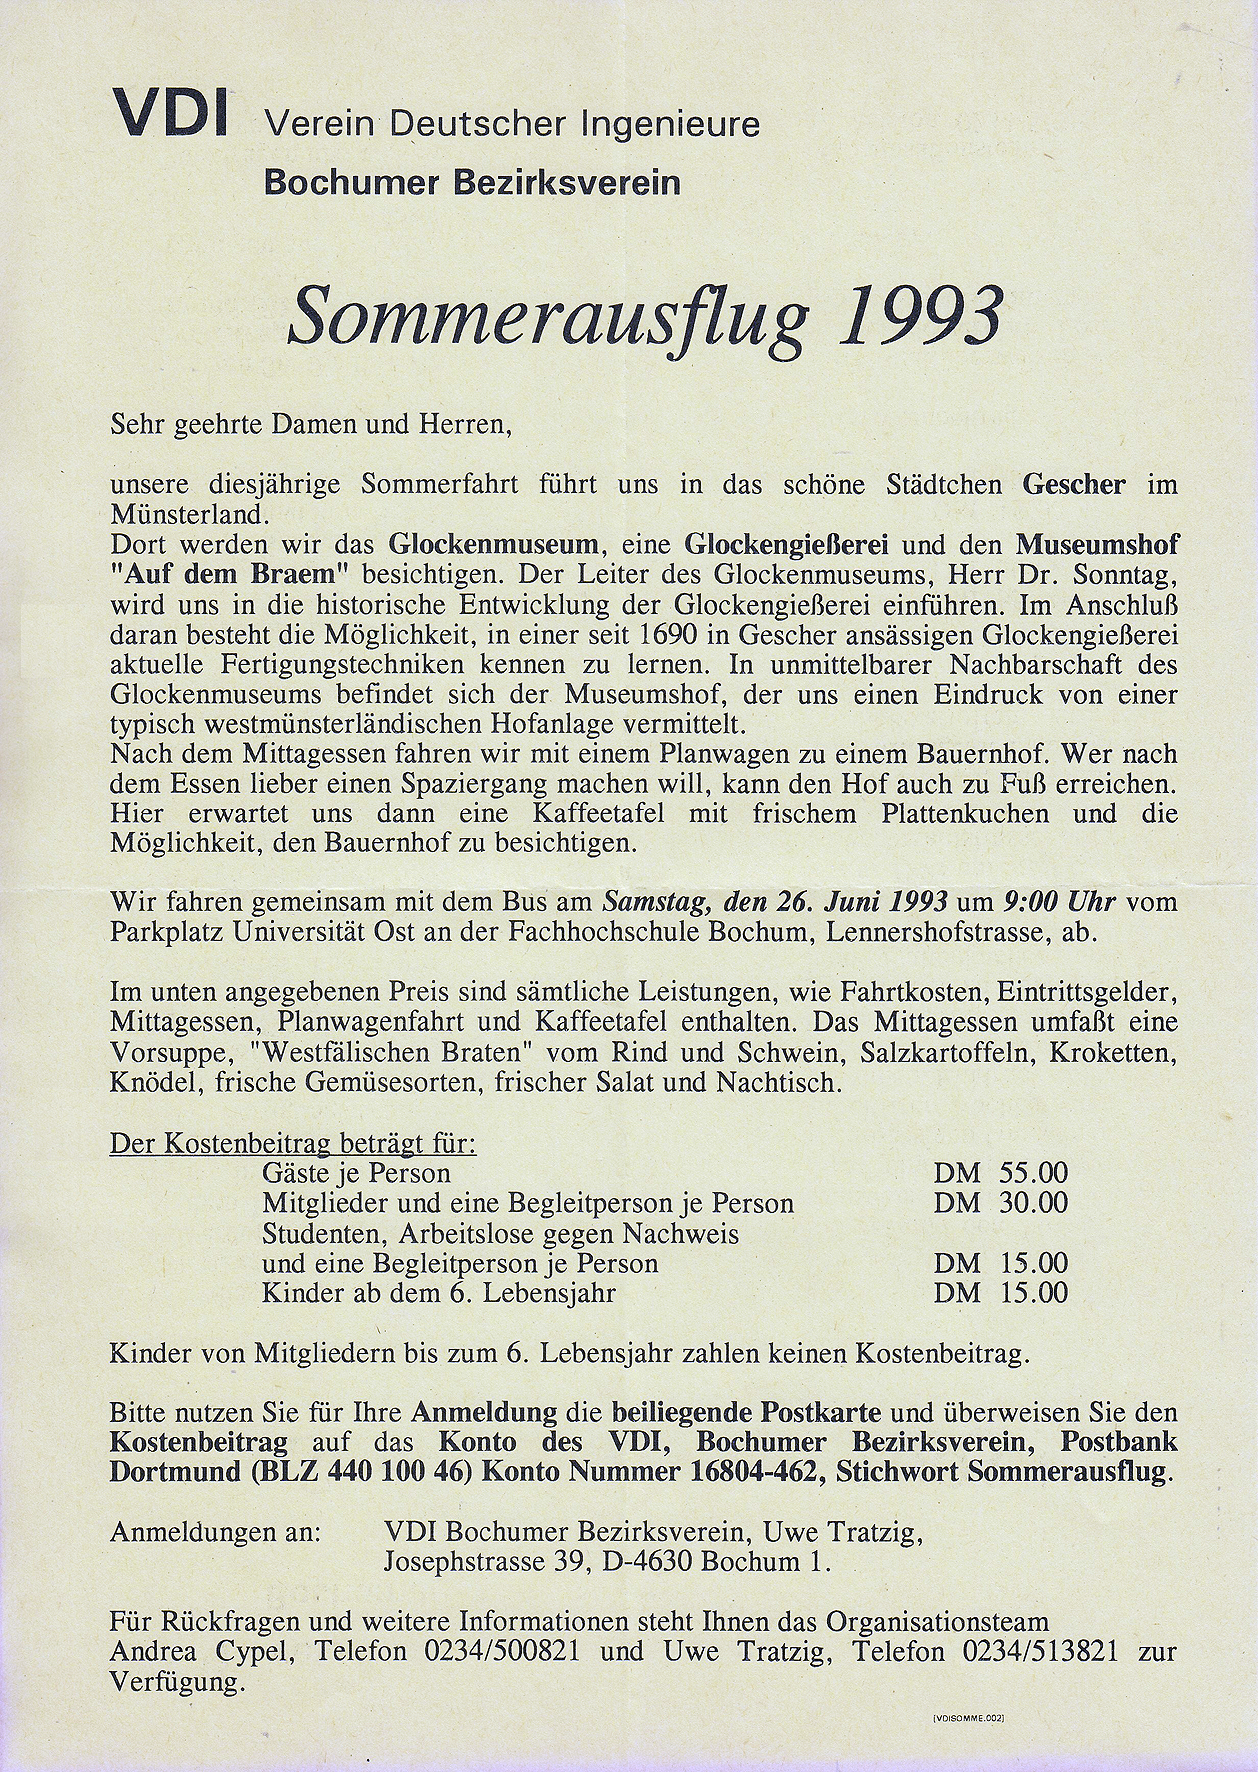 VDI Verein Deutscher Ingenieure
Bochumer Bezirksverein
Sommerausflug 1993
Sehr geehrte Damen und Herren,
unsere diesjährige Sommerfahrt führt uns in das schöne Städtchen Gescher im
Münsterland.
Dort werden wir das Glockenmuseum, eine Glockengießerei und den Museumshof
"Auf dem Braem" besichtigen. Der Leiter des Glockenmuseums, Herr Dr. Sonntag,
wird uns in die historische Entwicklung der Glockengießerei einführen. Im Anschluß
daran besteht die Möglichkeit, in einer seit 1690 in Gescher ansässigen Glockengießerei
aktuelle Fertigungstechniken kennen zu lernen. In unmittelbarer Nachbarschaft des
Glockenmuseums befindet sich der Museumshof, der uns einen Eindruck von einer
typisch westmünsterländischen Hofanlage vermittelt.
Nach dem Mittagessen fahren wir mit einem Planwagen zu einem Bauernhof. Wer nach
dem Essen lieber einen Spaziergang machen will, kann den Hof auch zu Fuß erreichen.
Hier erwartet uns dann eine Kaffeetafel mit frischem Plattenkuchen und die
Möglichkeit, den Bauernhof zu besichtigen.
Wir fahren gemeinsam mit dem Bus am Samstag, den 26. Juni 1993 um 9:00 Uhr vom
Parkplatz Universität Ost an der Fachhochschule Bochum, Lennershofstrasse, ab.
Im unten angegebenen Preis sind sämtliche Leistungen, wie Fahrtkosten, Eintrittsgelder,
Mittagessen, Planwagenfahrt und Kaffeetafel enthalten. Das Mittagessen umfaßt eine
Vorsuppe, "Westfälischen Braten" vom Rind und Schwein, Salzkartoffeln, Kroketten,
Knödel, frische Gemüsesorten, frischer Salat und Nachtisch.
Der Kostenbeitrag beträgt für:
Gäste je Person DM 55.00
Mitglieder und eine Begleitperson je Person DM 30.00
Studenten, Arbeitslose gegen Nachweis
und eine Begleitperson je Person DM 15.00
Kinder ab dem 6. Lebensjahr DM 15.00
Kinder von Mitgliedern bis zum 6. Lebensjahr zahlen keinen Kostenbeitrag.
Bitte nutzen Sie für Ihre Anmeldung die beiliegende Postkarte und überweisen Sie den
Kostenbeitrag auf das Konto des VDI, Bochumer Bezirksverein, Postbank
Dortmund (BLZ 440 100 46) Konto Nummer 16804-462, Stichwort Sommerausflug.
Anmeldungen an: VDI Bochumer Bezirksverein, Uwe Tratzig,
Josephstrasse 39, D-4630 Bochum 1.
Für Rückfragen und weitere Informationen steht Ihnen das Organisationsteam
Andrea Cypel, Telefon 0234/500821 und Uwe Tratzig, Telefon 0234/513821 zur
Verfügung.
[VDISOMME.002]